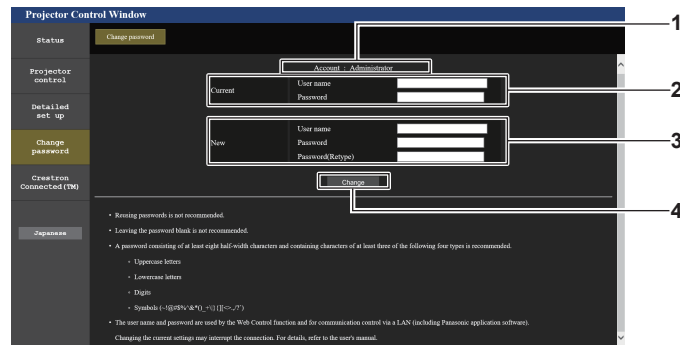 Projector Control Window
Status
Change password
1
Account : Administrator
Projector
control
Current
User name
Password
2
Detailed
set up
New
User name
Password
Password(Retype)
3
Change
password
Change
4
Creston
Connected(TM)
Japanese
• Reusing passwords is not recommended.
• Leaving the password blank is not recommended.
• A password consisting of at least eight half-width characters and containing characters of at least three of the following four types is recommended.
• Uppercase letters
• Lowercase letters
• Digits
• Symbols (~!@#$%^&*()_+\|{}[]<>.,/?`)
• The user name and password are used by the Web Control function and for communication control via a LAN (including Panasonic application software).
Changing the current settings may interrupt the connection. For details, refer to the user's manual.